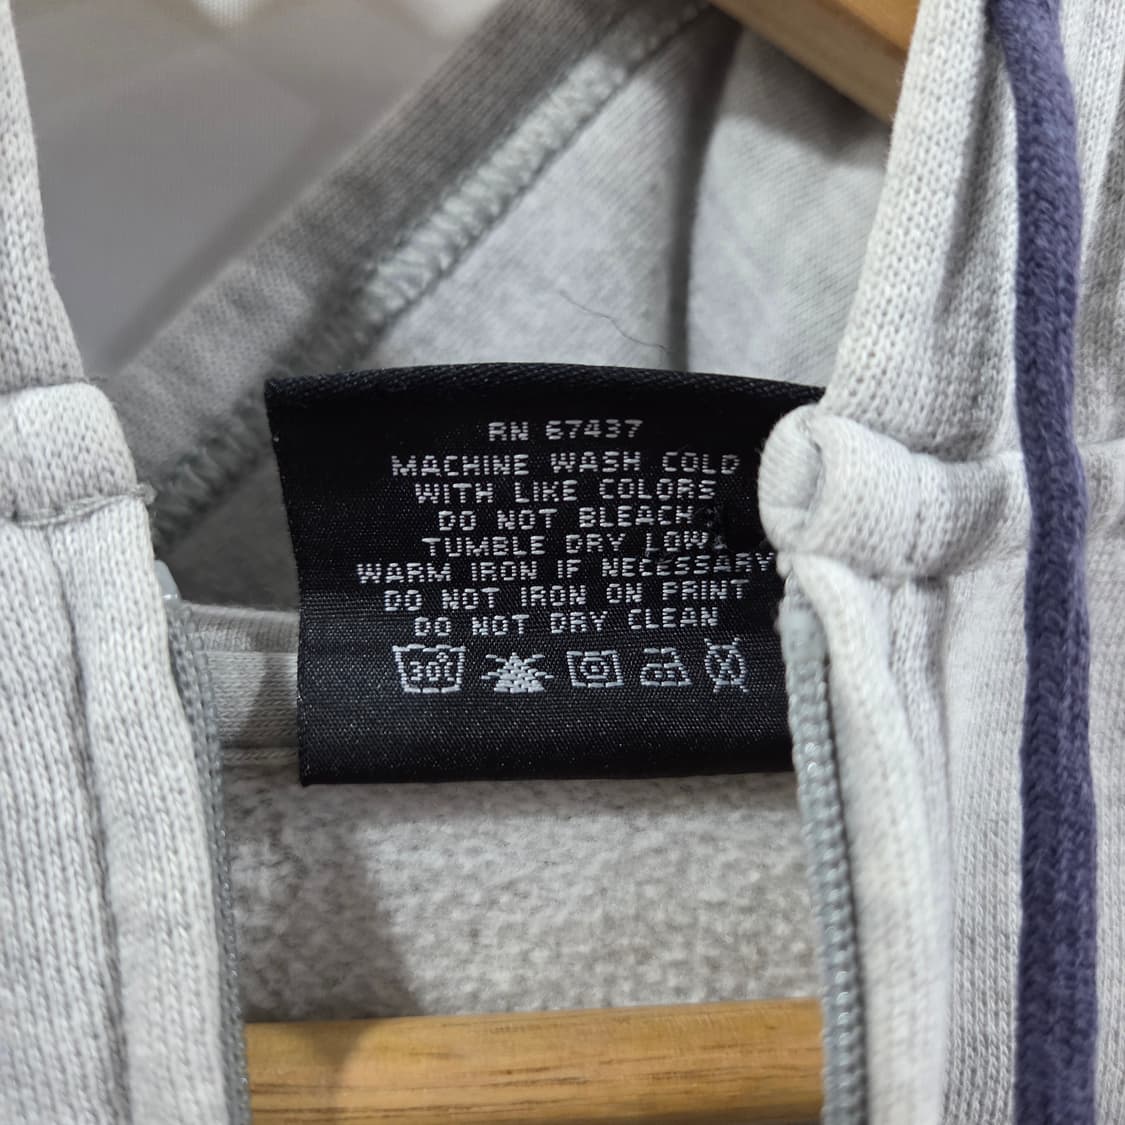 RN 67437
MACHINE WASH COLD
WITH LIKE COLORS
DO NOT BLEACH
TUMBLE DRY LOW
WARM IRON IF NECESSARY
DO NOT IRON ON PRINT
DO NOT DRY CLEAN
30°